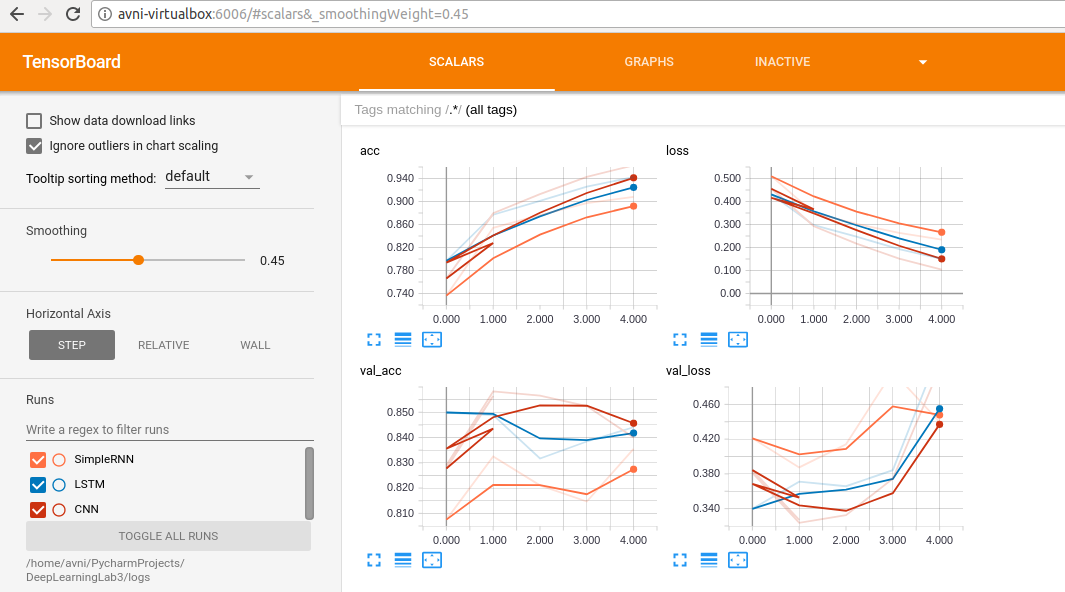 avni-virtualbox:6006/#scalars&_smoothingWeight=0.45
TensorBoard
SCALARS
GRAPHS
INACTIVE
Show data download links
Ignore outliers in chart scaling
Tooltip sorting method: default
Smoothing
0.45
Horizontal Axis
STEP RELATIVE WALL
Runs
Write a regex to filter runs
SimpleRNN
LSTM
CNN
TOGGLE ALL RUNS
/home/avni/PycharmProjects/
DeepLearningLab3/logs
Tags matching /.*/ (all tags)
acc
0.940
0.900
0.860
0.820
0.780
0.740
0.000 1.000 2.000 3.000 4.000
loss
0.500
0.400
0.300
0.200
0.100
0.00
0.000 1.000 2.000 3.000 4.000
val_acc
0.850
0.840
0.830
0.820
0.810
0.000 1.000 2.000 3.000 4.000
val_loss
0.460
0.420
0.380
0.340
0.000 1.000 2.000 3.000 4.000